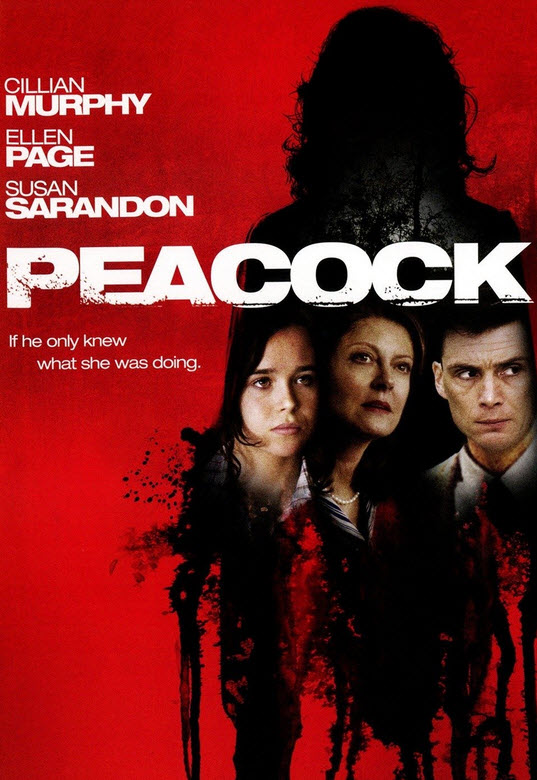 CILLIAN
MURPHY
ELLEN
PAGE
SUSAN
SARANDON
PEACOCK
If he only knew
what she was doing.